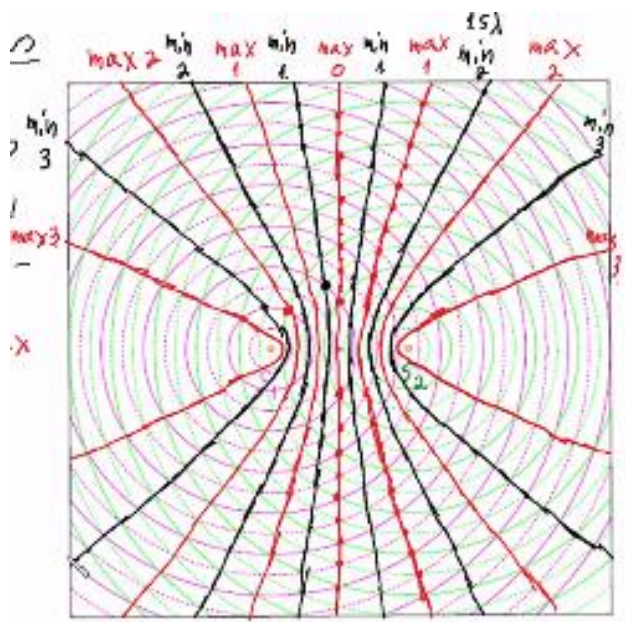 1.5λ
max 2 min 2 max 1 min 1 max 0 min 1 max 1 min 2 max 2
min 3
min 3
max 3
max 3
x
S2